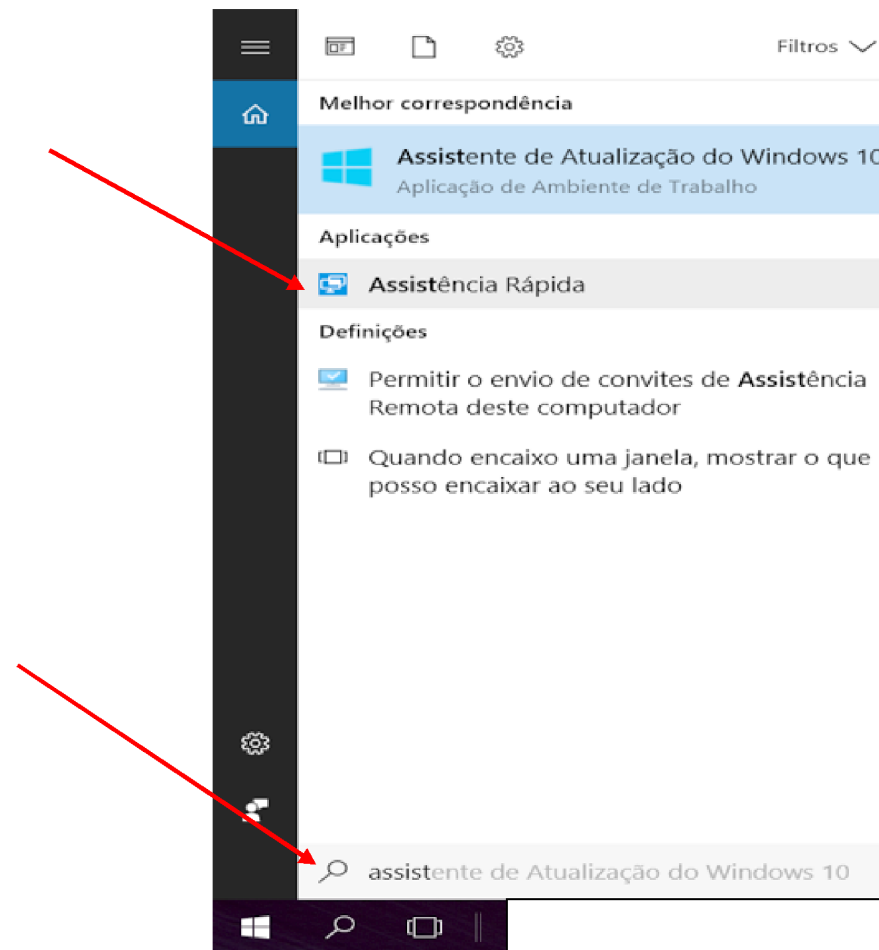 Filtros
Melhor correspondência
Assistente de Atualização do Windows 10
Aplicação de Ambiente de Trabalho
Aplicações
Assistência Rápida
Definições
Permitir o envio de convites de Assistência
Remota deste computador
Quando encaixo uma janela, mostrar o que
posso encaixar ao seu lado
assistente de Atualização do Windows 10